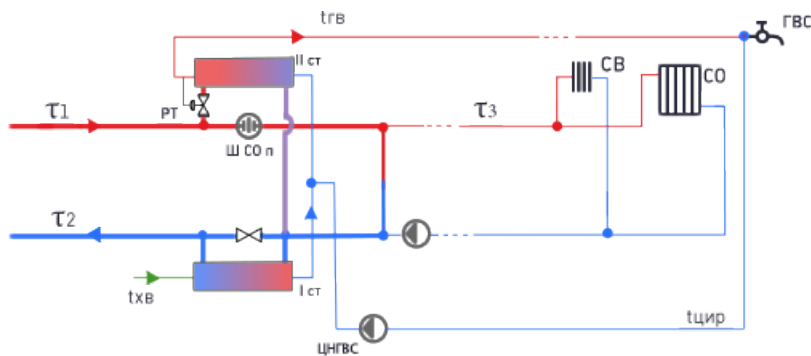 tгв
ГВС
II ст
СВ
СО
τ1
РТ
τ3
Ш СО п
τ2
I ст
tхв
tцир
ЦНГВС